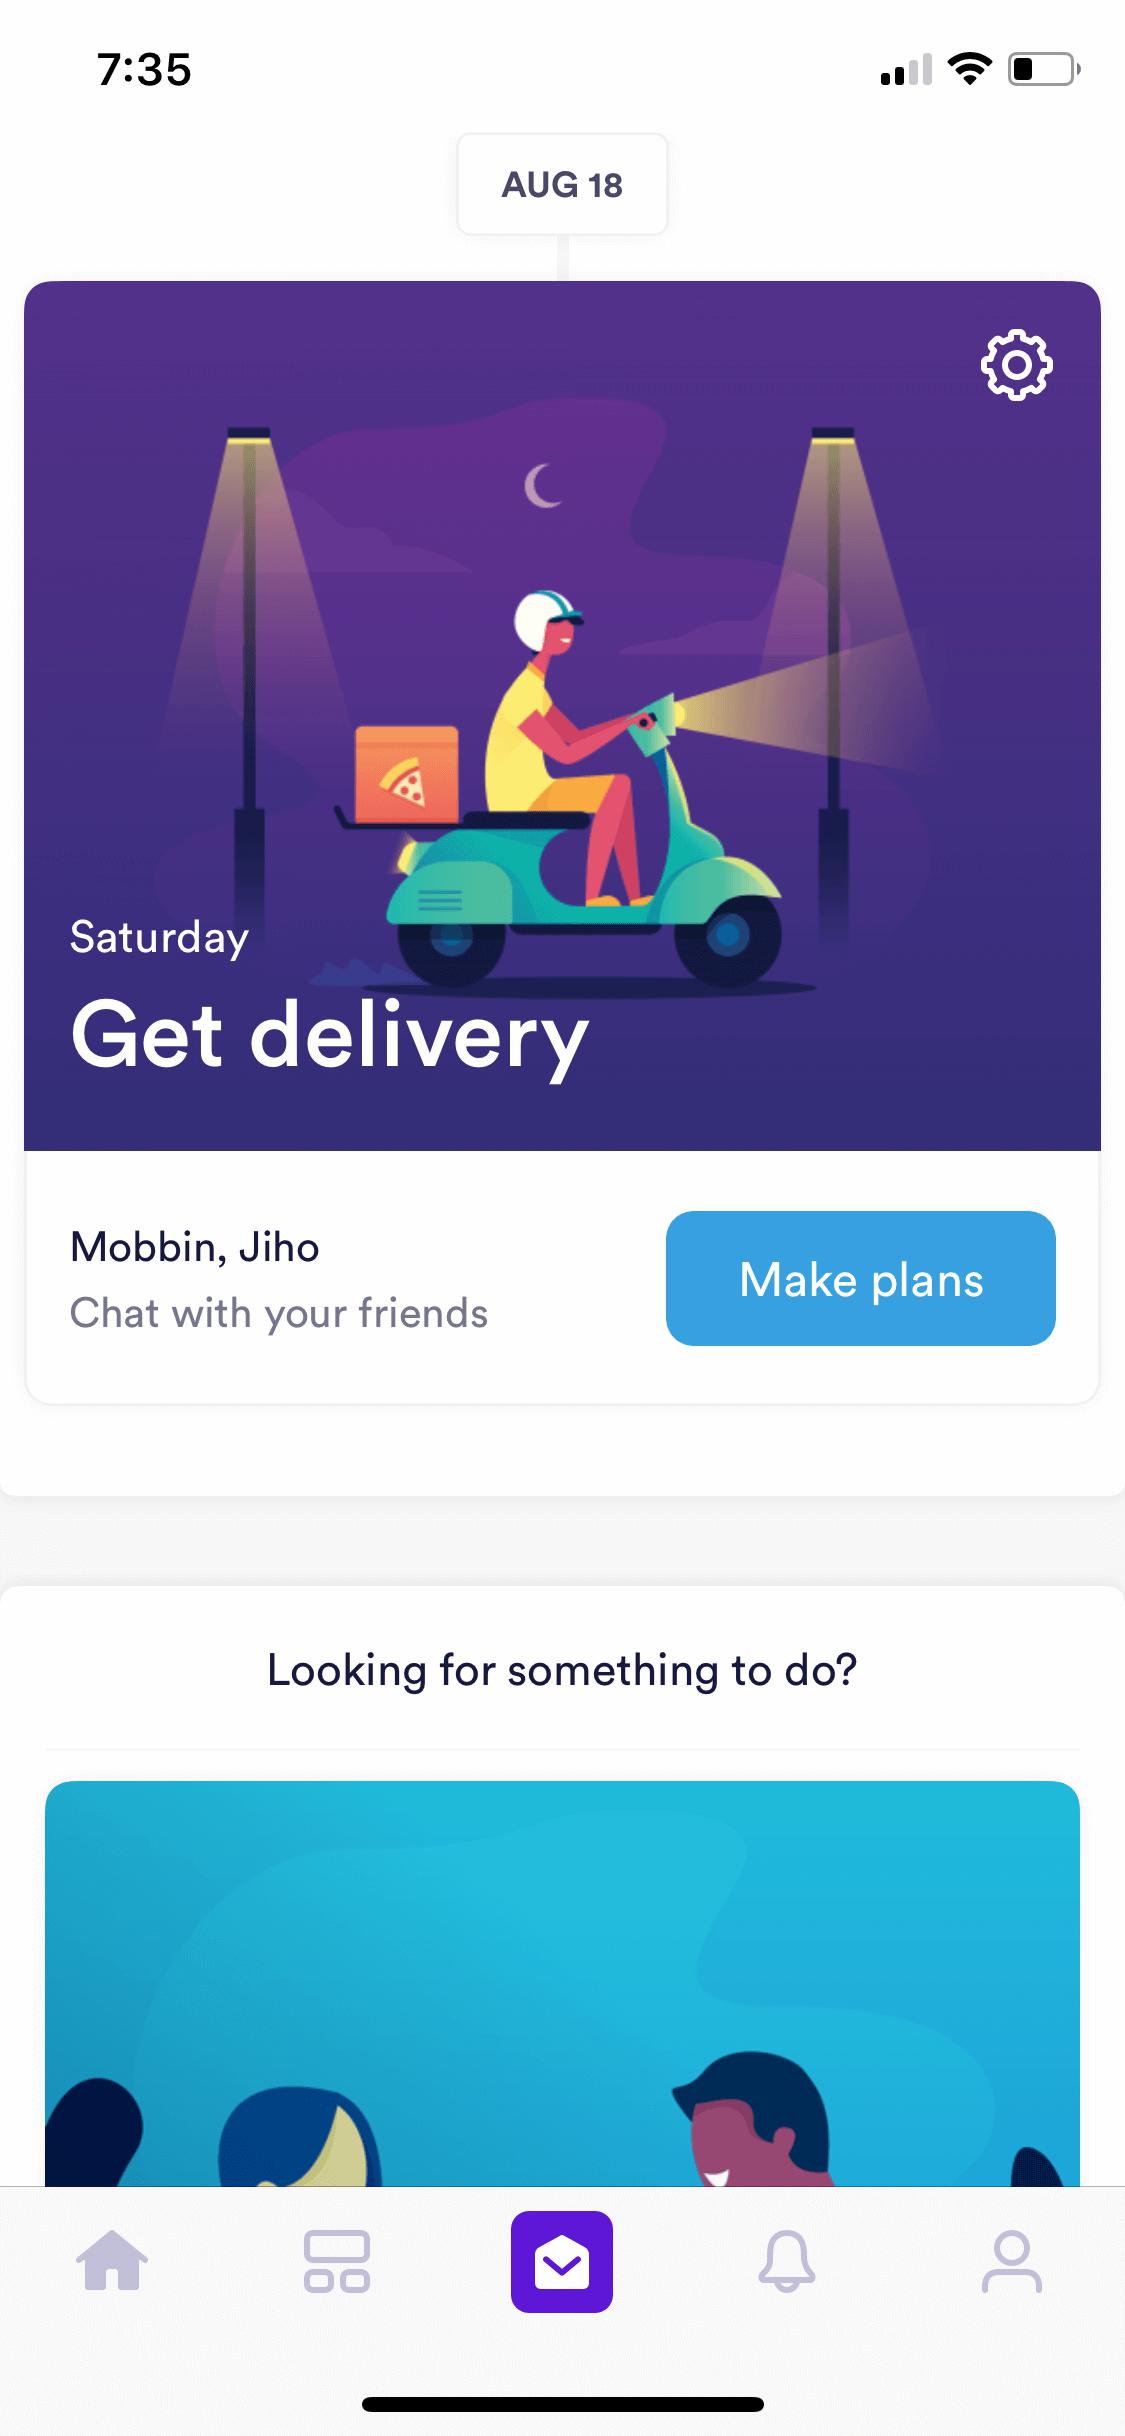 7:35
AUG 18
Saturday
Get delivery
Mobbin, Jiho
Chat with your friends
Make plans
Looking for something to do?